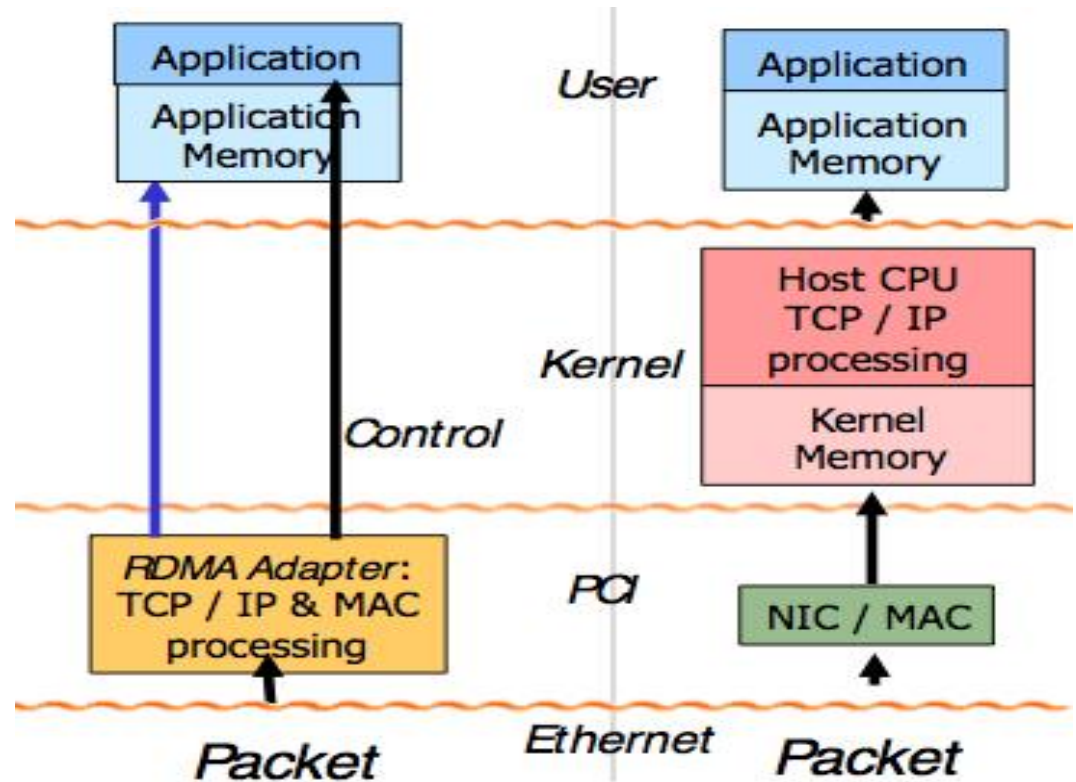 Application
Application
Memory
User
Application
Application
Memory
Control
Kernel
Host CPU
TCP / IP
processing
Kernel
Memory
RDMA Adapter:
TCP / IP & MAC
processing
PCI
NIC / MAC
Packet
Ethernet
Packet